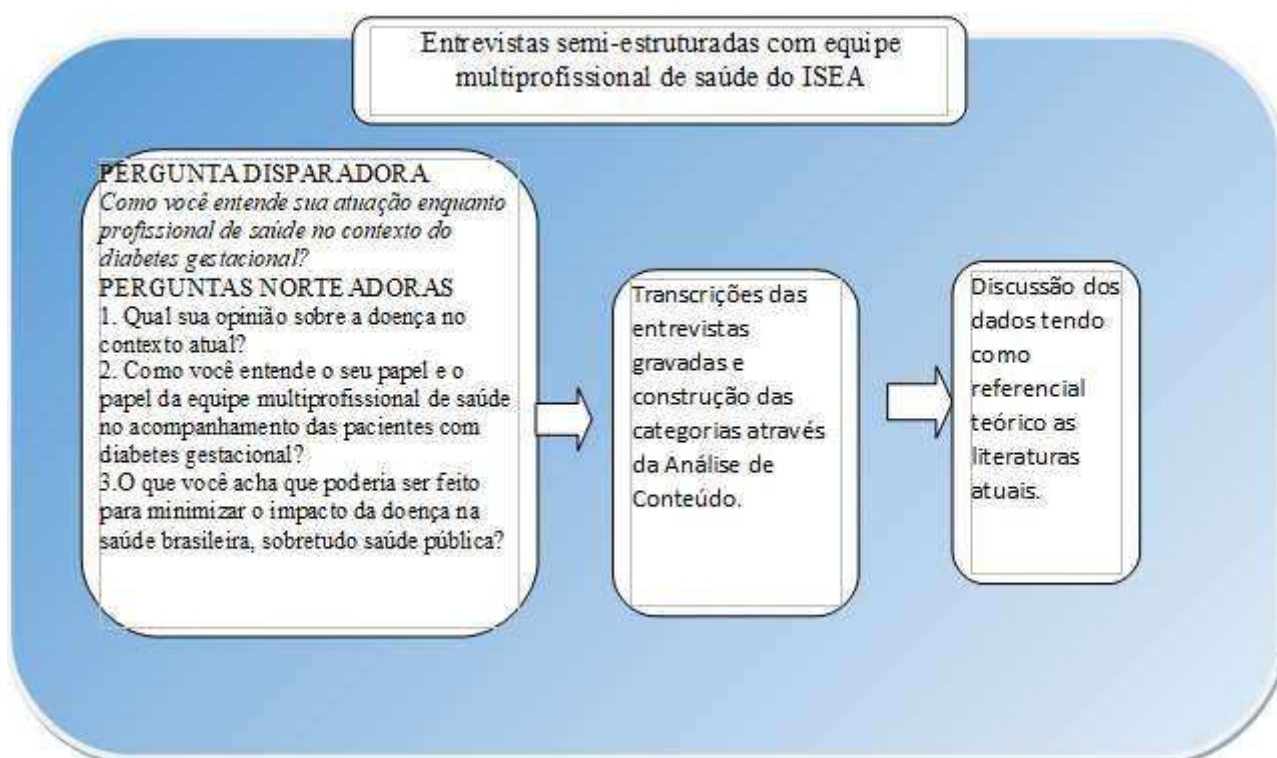 Entrevistas semi-estruturadas com equipe
multiprofissional de saúde do ISEA
PERGUNTA DISPARADORA
Como você entende sua atuação enquanto
profissional de saúde no contexto do
diabetes gestacional?
PERGUNTAS NORTEADORAS
1. Qual sua opinião sobre a doença no
contexto atual?
2. Como você entende o seu papel e o
papel da equipe multiprofissional de saúde
no acompanhamento das pacientes com
diabetes gestacional?
3.O que você acha que poderia ser feito
para minimizar o impacto da doença na
saúde brasileira, sobretudo saúde pública?
Transcrições das
entrevistas
gravadas e
construção das
categorias através
da Análise de
Conteúdo.
Discussão dos
dados tendo
como
referencial
teórico as
literaturas
atuais.